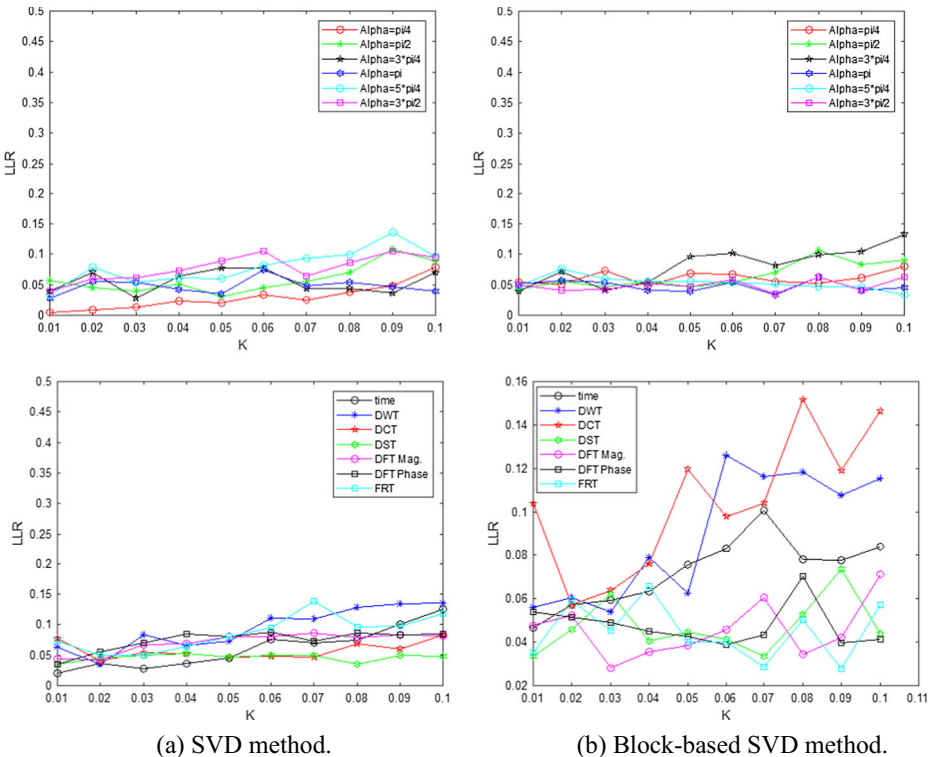 0.5
0.45
0.4
0.35
0.3
0.25
0.2
0.15
0.1
0.05
0
LLR
Alpha=pi/4
Alpha=pi/2
Alpha=3*pi/4
Alpha=pi
Alpha=5*pi/4
Alpha=3*pi/2
0.01 0.02 0.03 0.04 0.05 0.06 0.07 0.08 0.09 0.1
K
0.5
0.45
0.4
0.35
0.3
0.25
0.2
0.15
0.1
0.05
0
LLR
Alpha=pi/4
Alpha=pi/2
Alpha=3*pi/4
Alpha=pi
Alpha=5*pi/4
Alpha=3*pi/2
0.01 0.02 0.03 0.04 0.05 0.06 0.07 0.08 0.09 0.1
K
0.5
0.45
0.4
0.35
0.3
0.25
0.2
0.15
0.1
0.05
0
LLR
time
DWT
DCT
DST
DFT Mag.
DFT Phase
FRT
0.01 0.02 0.03 0.04 0.05 0.06 0.07 0.08 0.09 0.1
K
0.16
0.14
0.12
0.1
0.08
0.06
0.04
0.02
LLR
time
DWT
DCT
DST
DFT Mag.
DFT Phase
FRT
0.01 0.02 0.03 0.04 0.05 0.06 0.07 0.08 0.09 0.1 0.11
K
(a) SVD method.
(b) Block-based SVD method.